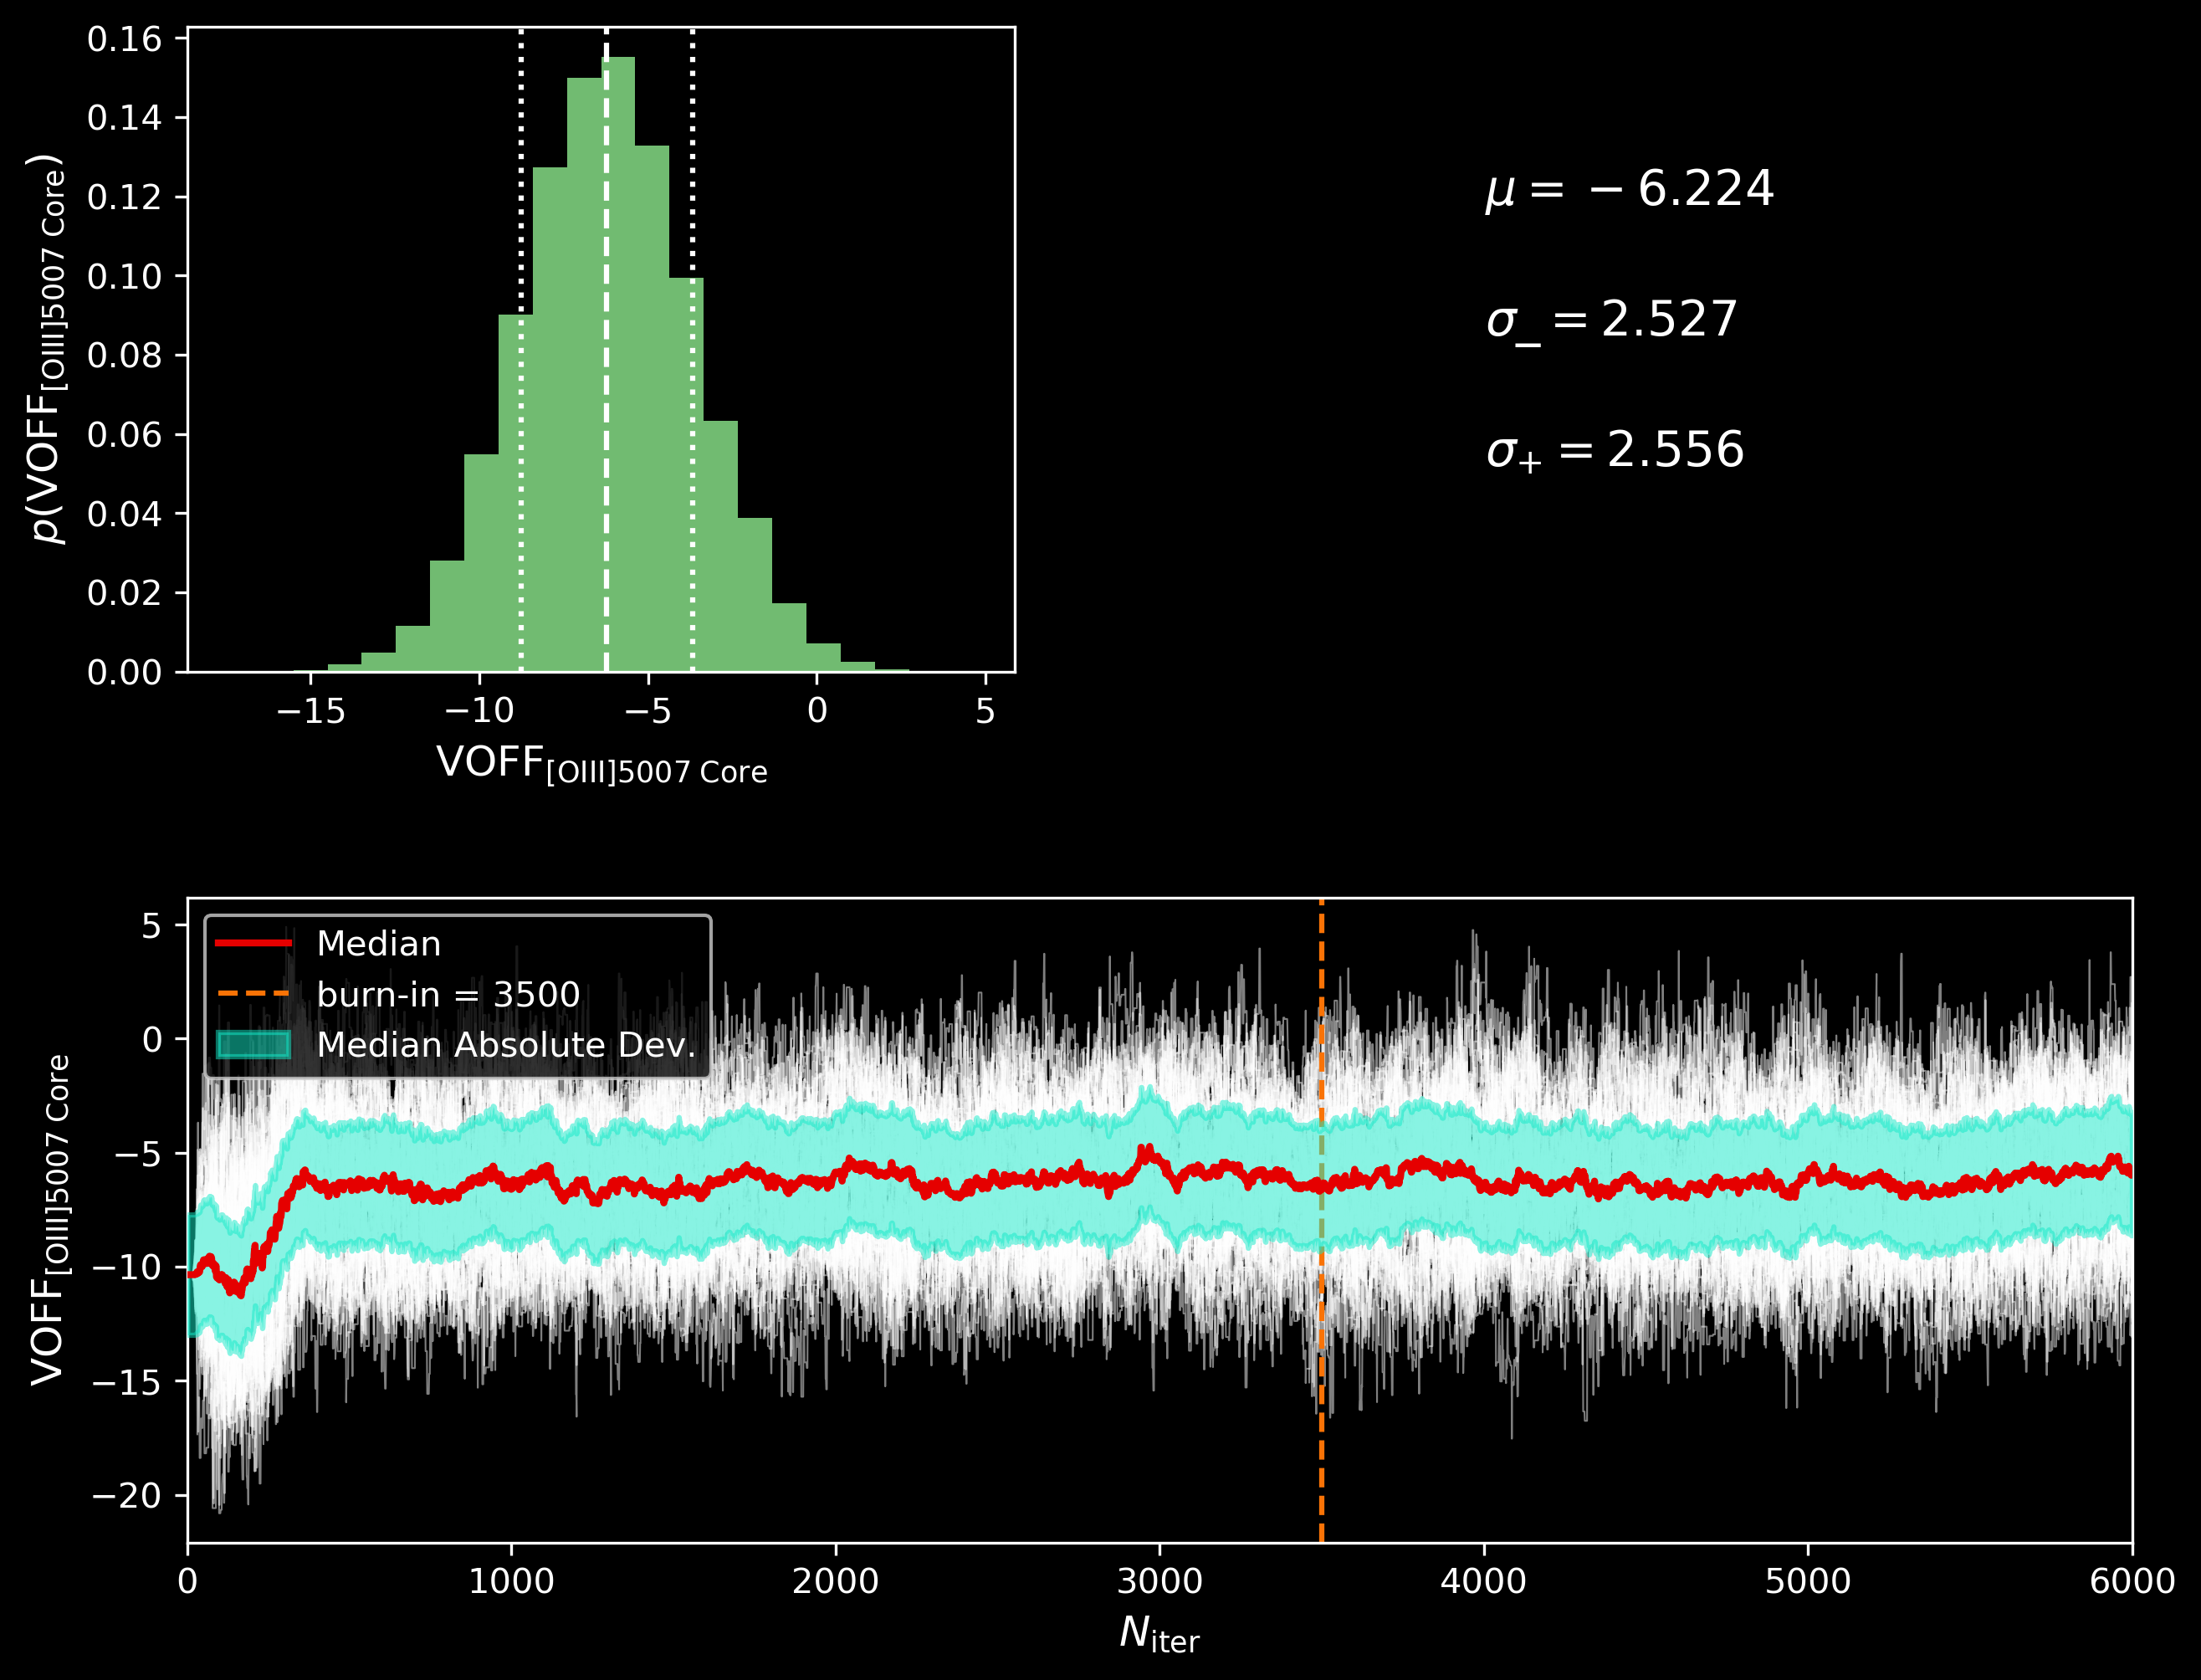 0.16
0.14
0.12
0.10
0.08
0.06
0.04
0.02
0.00
p(VOFF[OIII]5007 Core)
−15 −10 −5 0 5
VOFF[OIII]5007 Core
μ = −6.224
σ− = 2.527
σ+ = 2.556
5
0
−5
−10
−15
−20
VOFF[OIII]5007 Core
Median
burn-in = 3500
Median Absolute Dev.
0 1000 2000 3000 4000 5000 6000
Niter